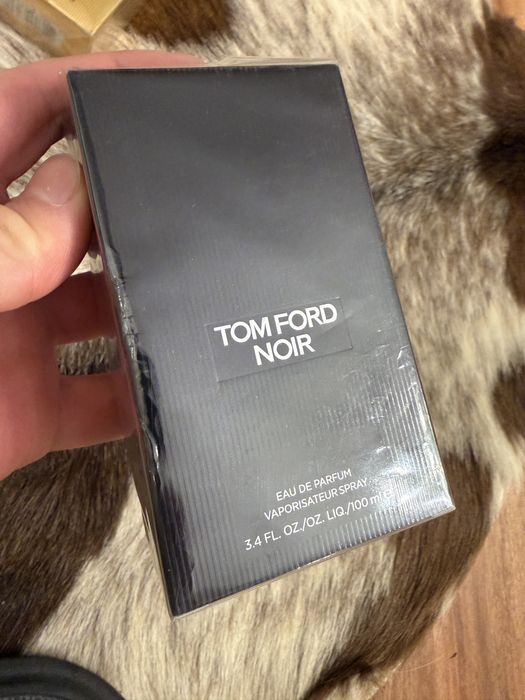 TOM FORD
NOIR
EAU DE PARFUM
VAPORISATEUR SPRAY
3.4 FL. OZ./OZ. LIQ./100 ml